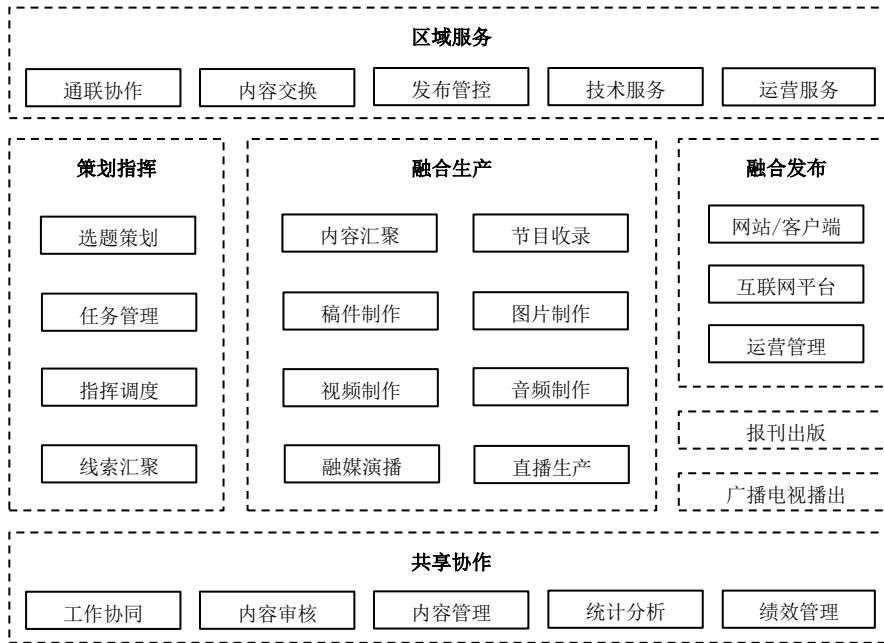 区域服务
通联协作 内容交换 发布管控 技术服务 运营服务
策划指挥
选题策划
任务管理
指挥调度
线索汇聚
融合生产
内容汇聚 节目收录
稿件制作 图片制作
视频制作 音频制作
融媒演播 直播生产
融合发布
网站/客户端
互联网平台
运营管理
报刊出版
广播电视播出
共享协作
工作协同 内容审核 内容管理 统计分析 绩效管理